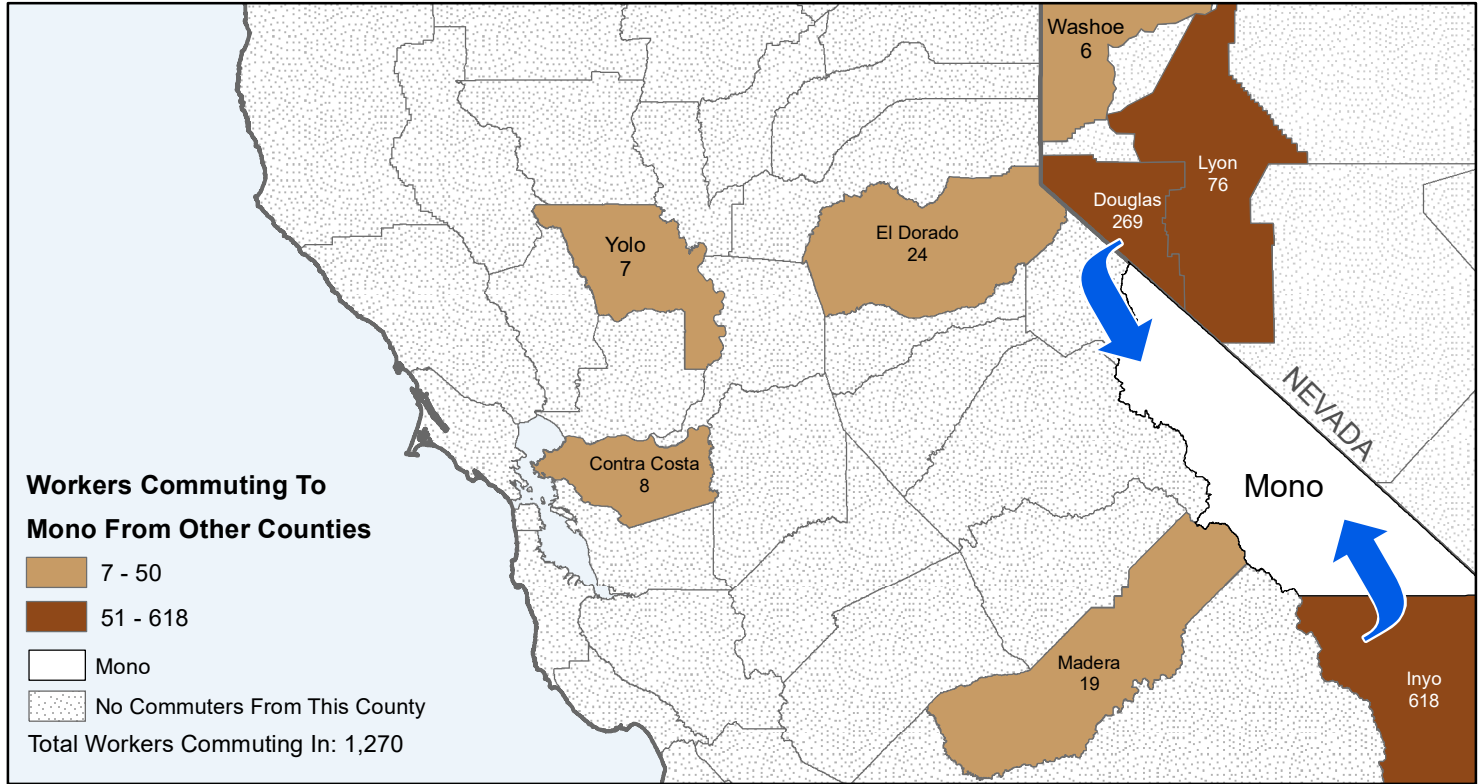 Washoe
6
Lyon
76
Douglas
269
El Dorado
24
Yolo
7
NEVADA
Contra Costa
8
Mono
Madera
19
Inyo
618
Workers Commuting To
Mono From Other Counties
7 - 50
51 - 618
Mono
No Commuters From This County
Total Workers Commuting In: 1,270